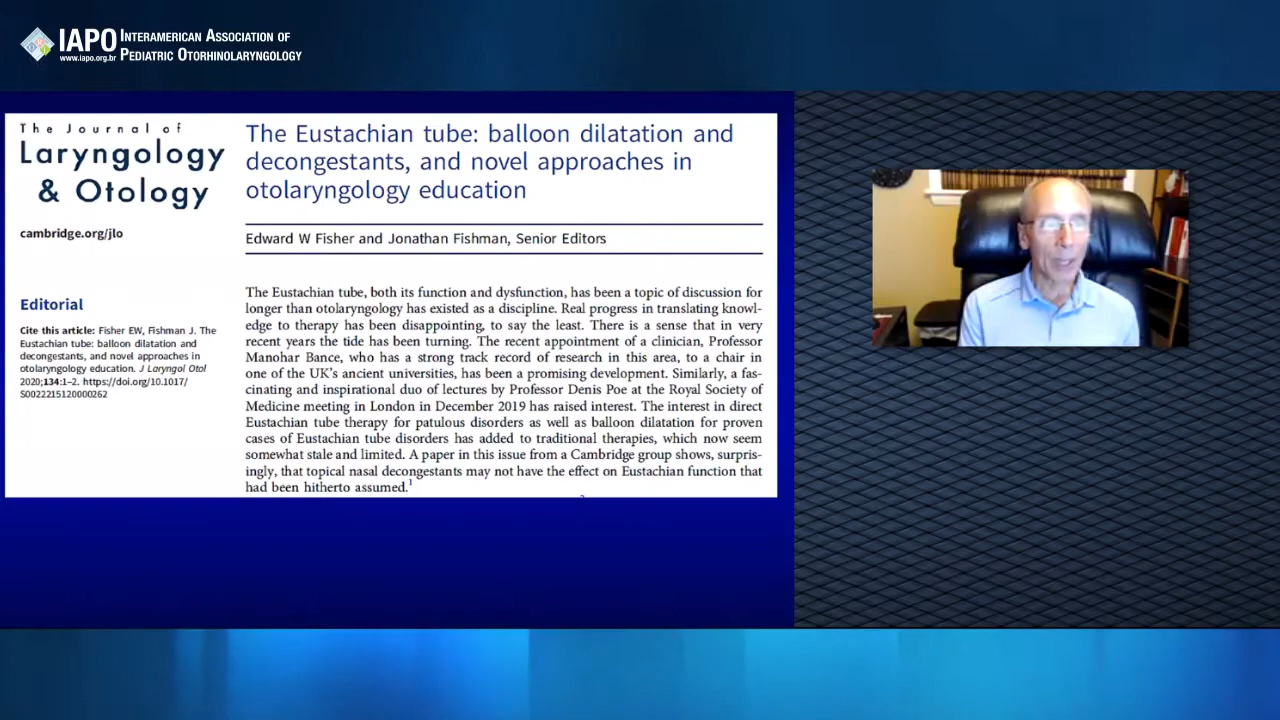 IAPO
www.iapo.org.br
INTERAMERICAN ASSOCIATION OF
PEDIATRIC OTORHINOLARYNGOLOGY
The Journal of
Laryngology
& Otology
cambridge.org/jlo
Editorial
Cite this article: Fisher EW, Fishman J. The
Eustachian tube: balloon dilatation and
decongestants, and novel approaches in
otolaryngology education. J Laryngol Otol
2020;134:1–2. https://doi.org/10.1017/
S0022215120000262
The Eustachian tube: balloon dilatation and
decongestants, and novel approaches in
otolaryngology education
Edward W Fisher and Jonathan Fishman, Senior Editors
The Eustachian tube, both its function and dysfunction, has been a topic of discussion for
longer than otolaryngology has existed as a discipline. Real progress in translating knowl-
edge to therapy has been disappointing, to say the least. There is a sense that in very
recent years the tide has been turning. The recent appointment of a clinician, Professor
Manohar Bance, who has a strong track record of research in this area, to a chair in
one of the UK's ancient universities, has been a promising development. Similarly, a fas-
cinating and inspirational duo of lectures by Professor Denis Poe at the Royal Society of
Medicine meeting in London in December 2019 has raised interest. The interest in direct
Eustachian tube therapy for patulous disorders as well as balloon dilatation for proven
cases of Eustachian tube disorders has added to traditional therapies, which now seem
somewhat stale and limited. A paper in this issue from a Cambridge group shows, surpris-
ingly, that topical nasal decongestants may not have the effect on Eustachian function that
had been hitherto assumed.1